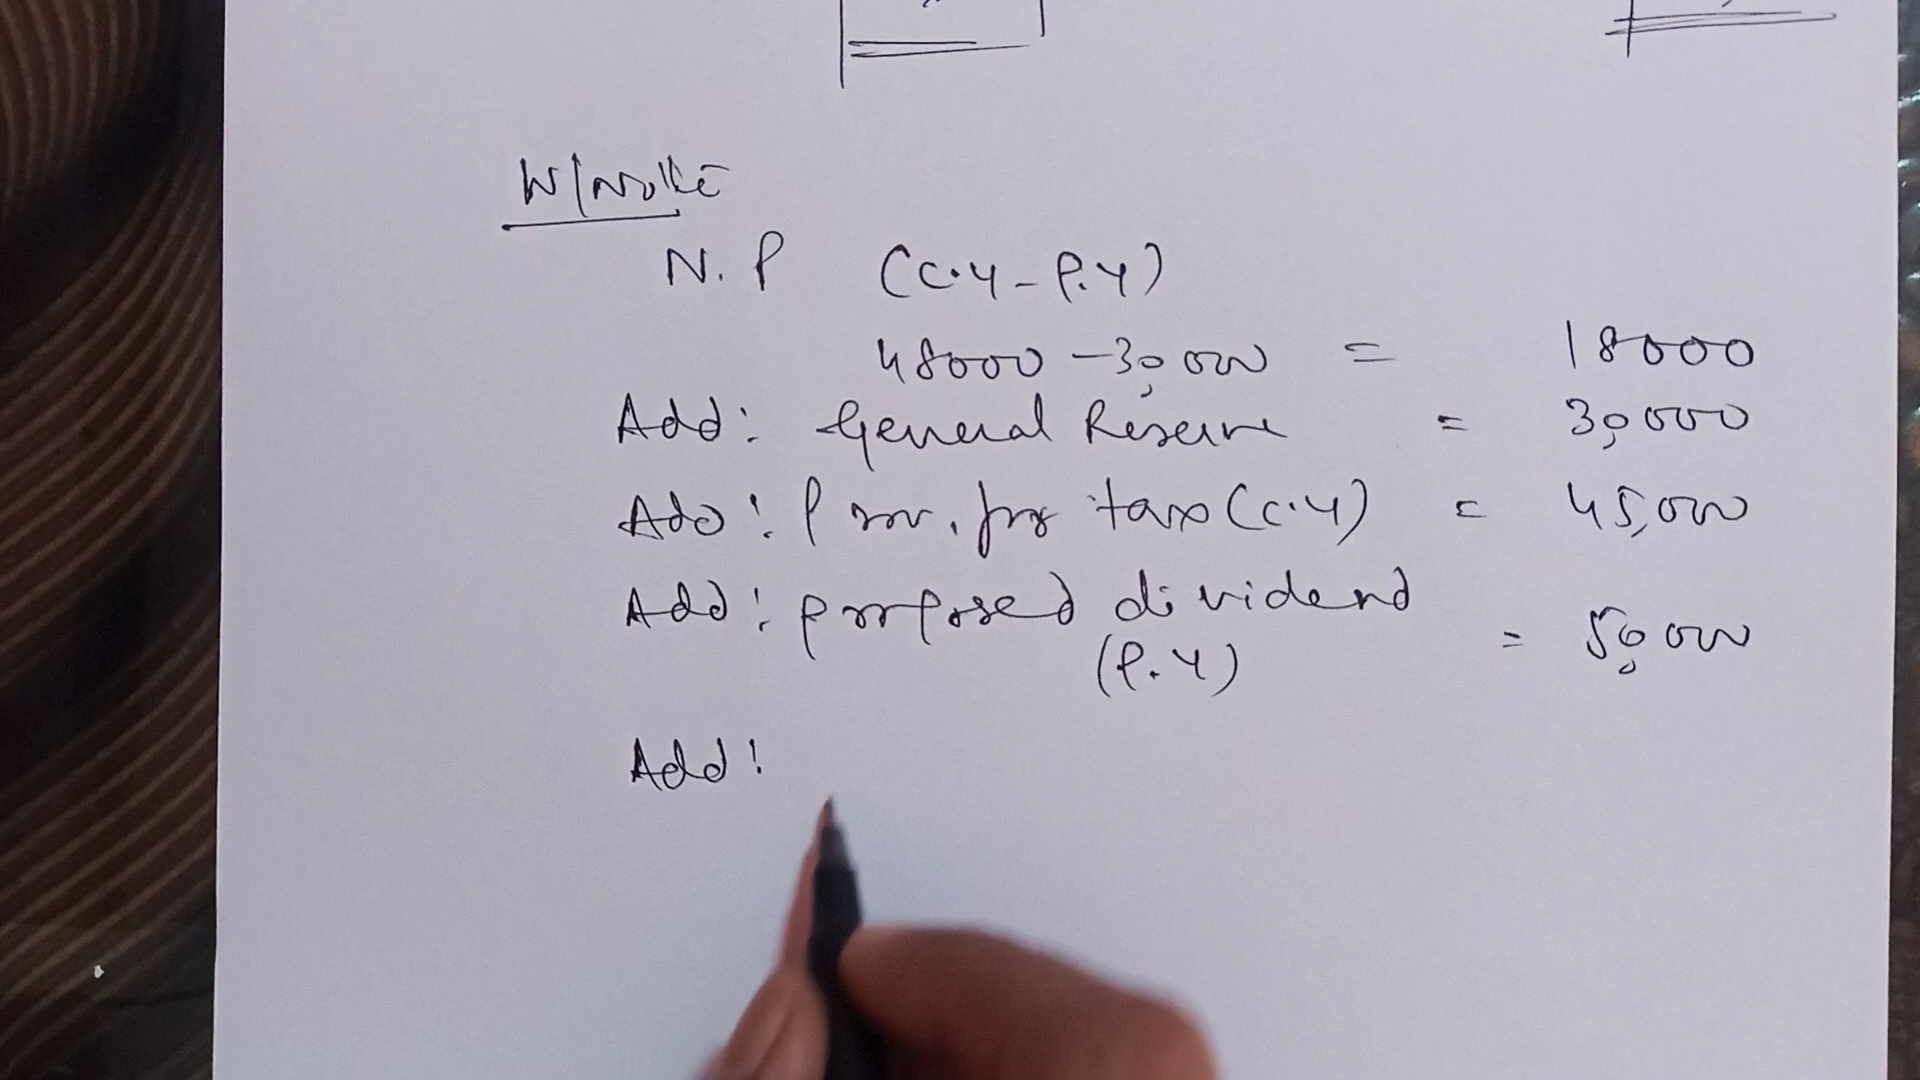 W/Note
N.P (C.Y - P.Y)
48000 - 30,000 = 18000
Add: General Reserve = 30,000
Add: Prov. for tax (C.Y) = 45,000
Add: proposed dividend
(P.Y) = 50,000
Add: